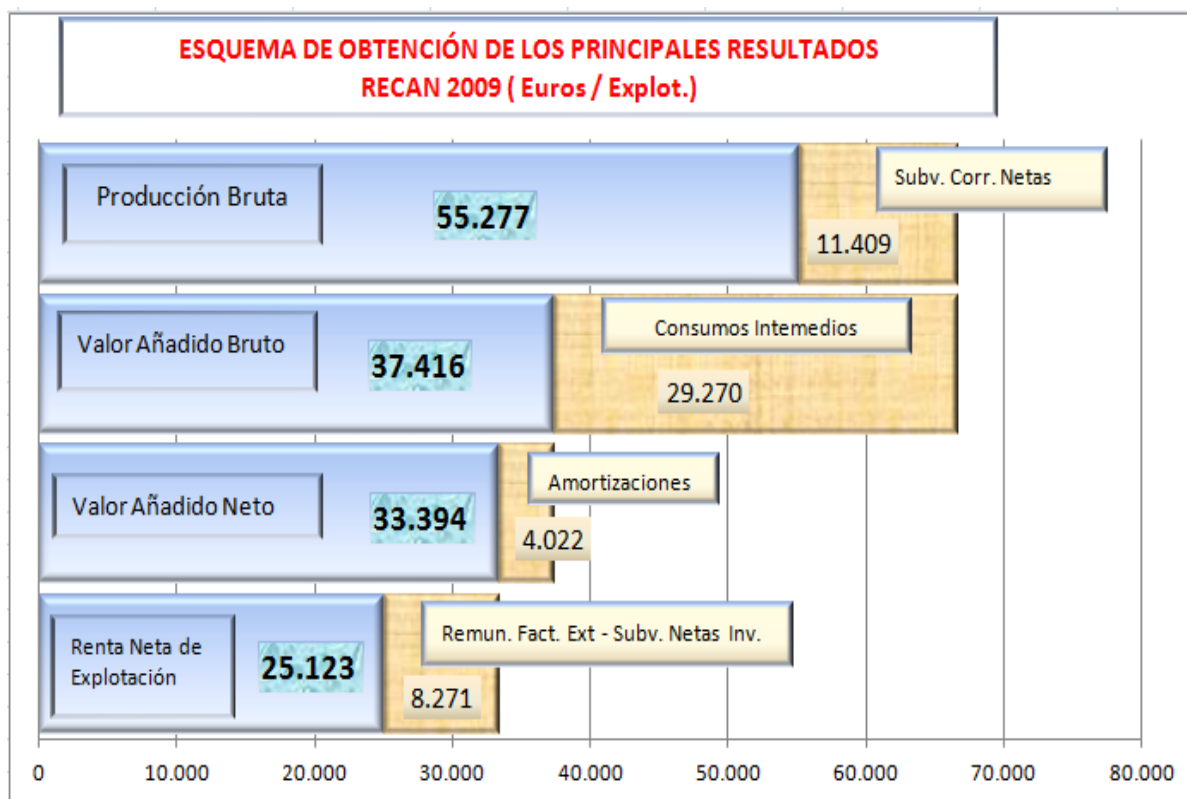 ESQUEMA DE OBTENCIÓN DE LOS PRINCIPALES RESULTADOS
RECAN 2009 ( Euros / Explot.)
Producción Bruta
55.277
Subv. Corr. Netas
11.409
Valor Añadido Bruto
37.416
Consumos Intemedios
29.270
Valor Añadido Neto
33.394
Amortizaciones
4.022
Renta Neta de
Explotación
25.123
Remun. Fact. Ext - Subv. Netas Inv.
8.271
0 10.000 20.000 30.000 40.000 50.000 60.000 70.000 80.000